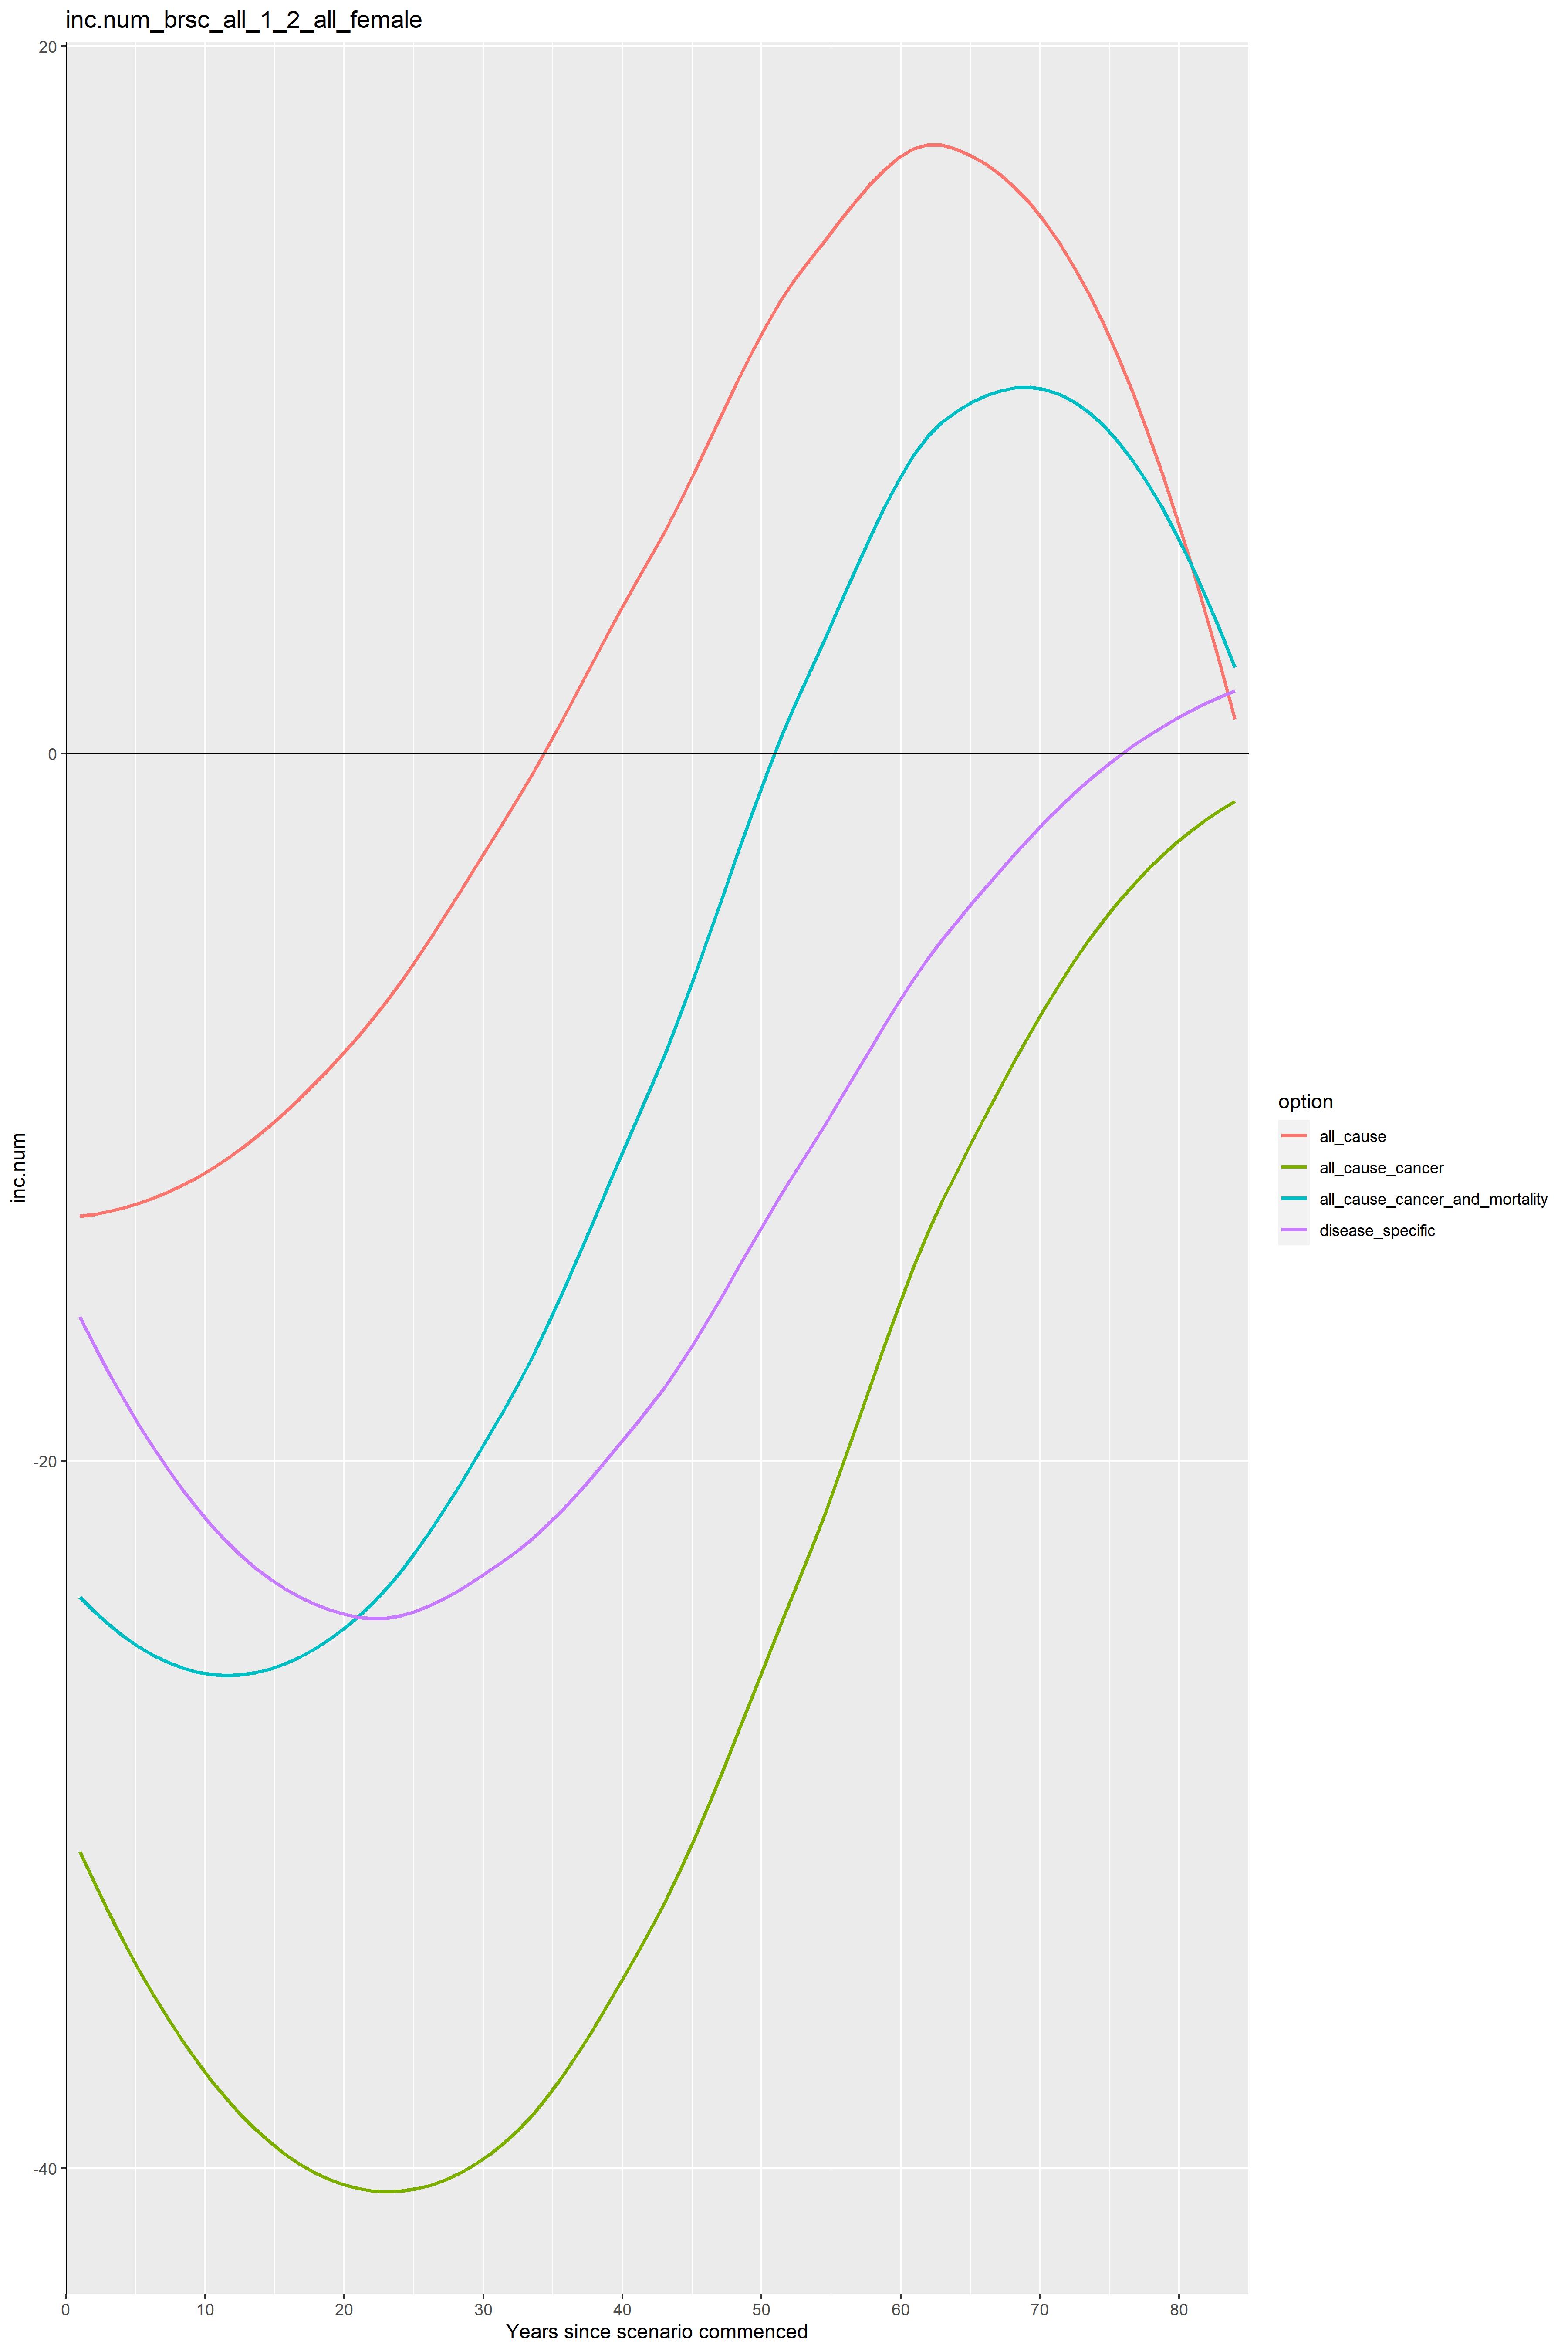 inc.num_brsc_all_1_2_all_female
20
0
-20
-40
inc.num
0 10 20 30 40 50 60 70 80
Years since scenario commenced
option
all_cause
all_cause_cancer
all_cause_cancer_and_mortality
disease_specific